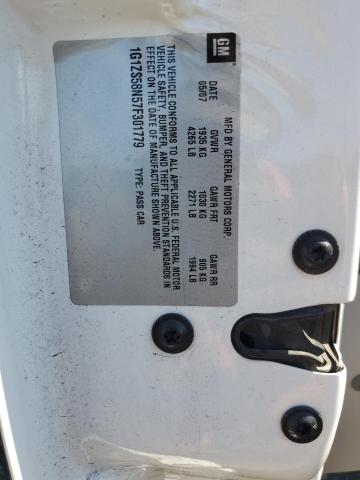 GM
MFD BY GENERAL MOTORS CORP.
DATE GVWR GAWR FRT GAWR RR
05/07 1935 KG 1030 KG 905 KG
4265 LB 2271 LB 1994 LB
THIS VEHICLE CONFORMS TO ALL APPLICABLE U.S. FEDERAL MOTOR
VEHICLE SAFETY, BUMPER, AND THEFT PREVENTION STANDARDS IN
EFFECT ON THE DATE OF MANUFACTURE SHOWN ABOVE.
1G1ZS58N57F301779 TYPE: PASS CAR